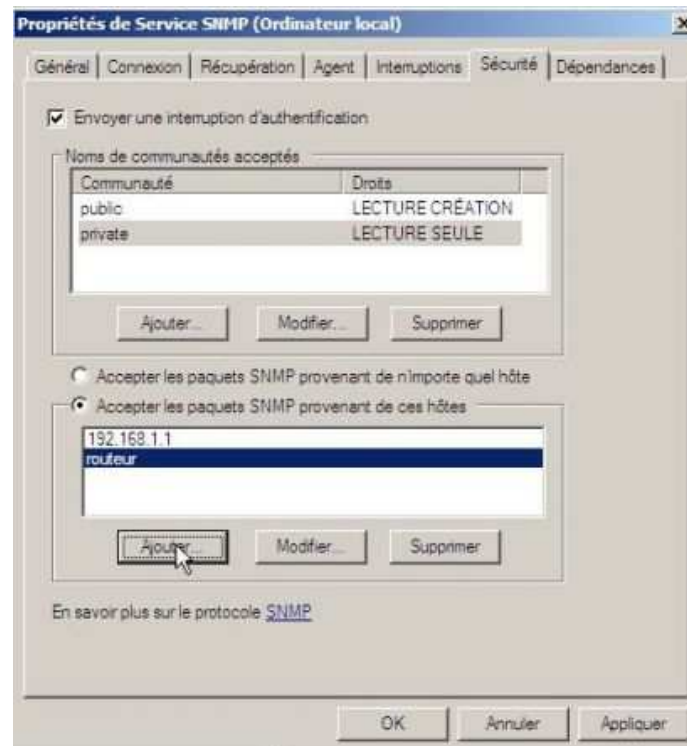 Propriétés de Service SNMP (Ordinateur local)
Général Connexion Récupération Agent Interruptions Sécurité Dépendances
Envoyer une interruption d'authentification
Noms de communautés acceptés
Communauté Droits
public LECTURE CRÉATION
private LECTURE SEULE
Ajouter... Modifier... Supprimer
Accepter les paquets SNMP provenant de n'importe quel hôte
Accepter les paquets SNMP provenant de ces hôtes
192.168.1.1
routeur
Ajouter... Modifier... Supprimer
En savoir plus sur le protocole SNMP
OK Annuler Appliquer